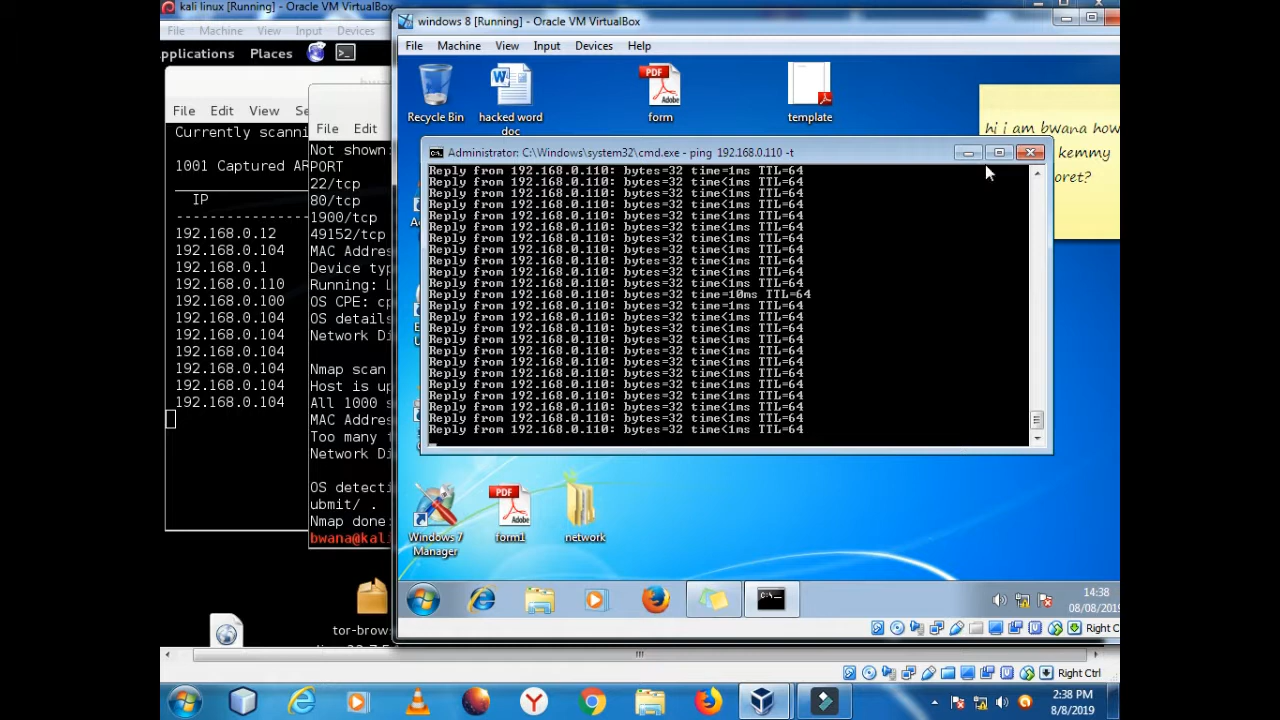 kali linux [Running] - Oracle VM VirtualBox
File Machine View Input Devices
Applications Places
File Edit View
Currently scanni
1001 Captured AR
IP
---------------
192.168.0.12
192.168.0.104
192.168.0.1
192.168.0.110
192.168.0.100
192.168.0.104
192.168.0.104
192.168.0.104
192.168.0.104
192.168.0.104
192.168.0.104
File Edit
Not shown:
PORT
22/tcp
80/tcp
1900/tcp
49152/tcp
MAC Addres
Device typ
Running: L
OS CPE: cp
OS details
Network Di
Nmap scan
Host is up
All 1000 s
MAC Addres
Too many f
Network Di
OS detecti
ubmit/ .
Nmap done:
bwana@kal
tor-brow
windows 8 [Running] - Oracle VM VirtualBox
File Machine View Input Devices Help
Recycle Bin
hacked word
doc
form
template
hi i am bwana how
kemmy
oret?
Administrator: C:\Windows\system32\cmd.exe - ping 192.168.0.110 -t
Reply from 192.168.0.110: bytes=32 time=1ms TTL=64
Reply from 192.168.0.110: bytes=32 time<1ms TTL=64
Reply from 192.168.0.110: bytes=32 time<1ms TTL=64
Reply from 192.168.0.110: bytes=32 time<1ms TTL=64
Reply from 192.168.0.110: bytes=32 time<1ms TTL=64
Reply from 192.168.0.110: bytes=32 time<1ms TTL=64
Reply from 192.168.0.110: bytes=32 time<1ms TTL=64
Reply from 192.168.0.110: bytes=32 time<1ms TTL=64
Reply from 192.168.0.110: bytes=32 time<1ms TTL=64
Reply from 192.168.0.110: bytes=32 time<1ms TTL=64
Reply from 192.168.0.110: bytes=32 time<1ms TTL=64
Reply from 192.168.0.110: bytes=32 time=10ms TTL=64
Reply from 192.168.0.110: bytes=32 time=1ms TTL=64
Reply from 192.168.0.110: bytes=32 time<1ms TTL=64
Reply from 192.168.0.110: bytes=32 time<1ms TTL=64
Reply from 192.168.0.110: bytes=32 time<1ms TTL=64
Reply from 192.168.0.110: bytes=32 time<1ms TTL=64
Reply from 192.168.0.110: bytes=32 time<1ms TTL=64
Reply from 192.168.0.110: bytes=32 time<1ms TTL=64
Reply from 192.168.0.110: bytes=32 time<1ms TTL=64
Reply from 192.168.0.110: bytes=32 time<1ms TTL=64
Reply from 192.168.0.110: bytes=32 time<1ms TTL=64
Reply from 192.168.0.110: bytes=32 time<1ms TTL=64
Reply from 192.168.0.110: bytes=32 time<1ms TTL=64
Windows 7
Manager
form1
network
14:38
08/08/2019
Right C
Right Ctrl
2:38 PM
8/8/2019